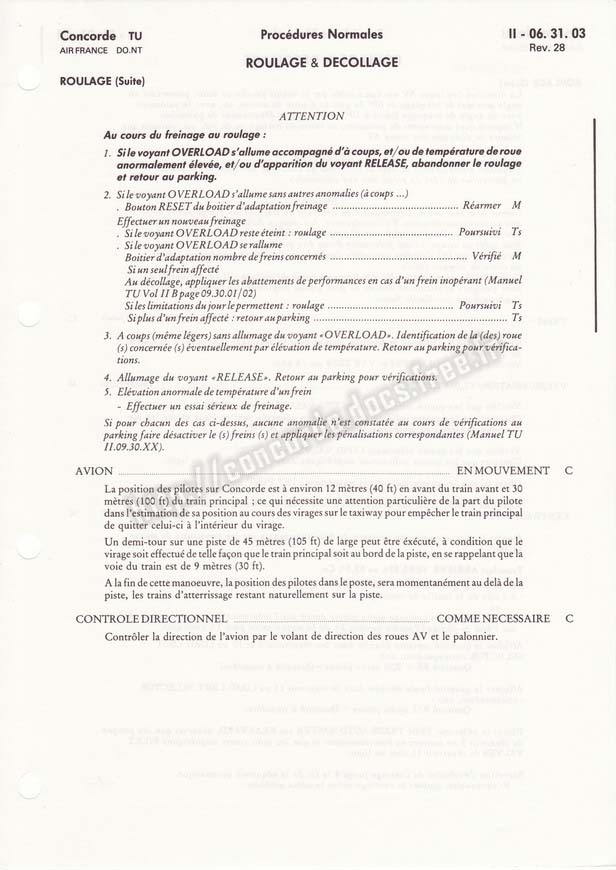 Concorde TU
Procédures Normales
II - 06. 31. 03
AIR FRANCE DO.NT
Rev. 28
ROULAGE & DECOLLAGE
ROULAGE (Suite)
ATTENTION
Au cours du freinage au roulage :
1. Si le voyant OVERLOAD s'allume accompagné d'à coups, et/ou de température de roue
anormalement élevée, et/ou d'apparition du voyant RELEASE, abandonner le roulage
et retour au parking.
2. Si le voyant OVERLOAD s'allume sans autres anomalies (à coups ...)
. Bouton RESET du boitier d'adaptation freinage ........ Réarmer M
Effectuer un nouveau freinage
. Si le voyant OVERLOAD reste éteint : roulage ........ Poursuivi Ts
. Si le voyant OVERLOAD se rallume
Boitier d'adaptation nombre de freins concernés ........ Vérifié M
Si un seul frein affecté
Au décollage, appliquer les abattements de performances en cas d'un frein inopérant (Manuel
TU Vol II B page 09.30.01/02)
Si les limitations du jour le permettent : roulage ........ Poursuivi Ts
Si plus d'un frein affecté : retour au parking ........ Ts
3. A coups (même légers) sans allumage du voyant «OVERLOAD». Identification de la (des) roue
(s) concernée (s) éventuellement par élévation de température. Retour au parking pour vérifica-
tions.
4. Allumage du voyant «RELEASE». Retour au parking pour vérifications.
5. Elévation anormale de température d'un frein
- Effectuer un essai sérieux de freinage.
Si pour chacun des cas ci-dessus, aucune anomalie n'est constatée au cours de vérifications au
parking faire désactiver le (s) freins (s) et appliquer les pénalisations correspondantes (Manuel TU
II.09.30.XX).
AVION ........ EN MOUVEMENT C
La position des pilotes sur Concorde est à environ 12 mètres (40 ft) en avant du train avant et 30
mètres (100 ft) du train principal ; ce qui nécessite une attention particulière de la part du pilote
dans l'estimation de sa position au cours des virages sur le taxiway pour empêcher le train principal
de quitter celui-ci à l'intérieur du virage.
Un demi-tour sur une piste de 45 mètres (105 ft) de large peut être éxécuté, à condition que le
virage soit effectué de telle façon que le train principal soit au bord de la piste, en se rappelant que la
voie du train est de 9 mètres (30 ft).
A la fin de cette manoeuvre, la position des pilotes dans le poste, sera momentanément au delà de la
piste, les trains d'atterrissage restant naturellement sur la piste.
CONTROLE DIRECTIONNEL ........ COMME NECESSAIRE C
Contrôler la direction de l'avion par le volant de direction des roues AV et le palonnier.
http://concorde.docs.free.fr